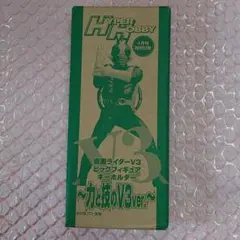 HYPER HOBBY
V3
仮面ライダーV3
ビッグフィギュア
キーホルダー
〜力と技のV3ver.〜